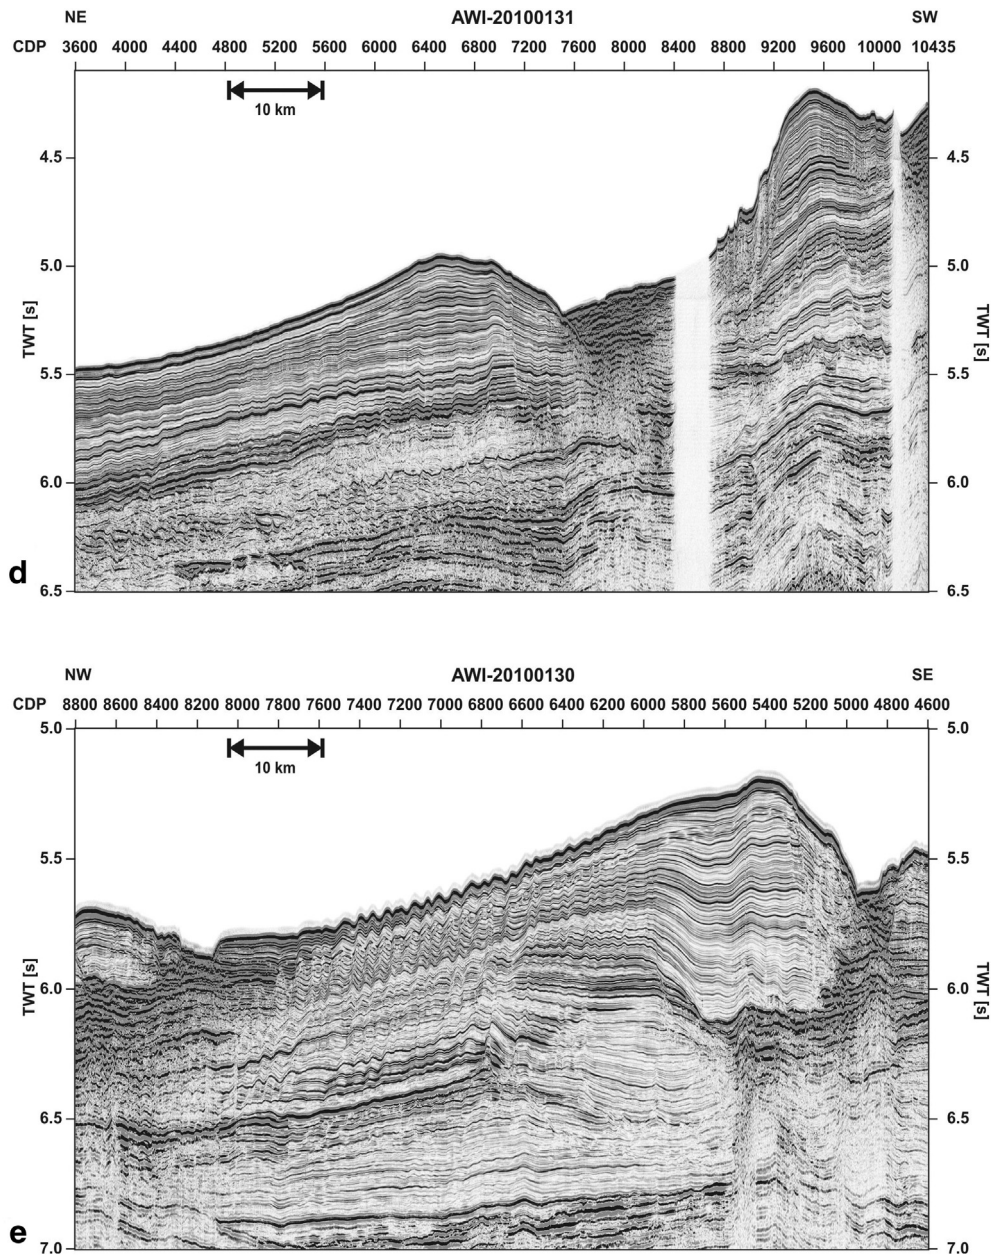 NE AWI-20100131 SW
CDP 3600 4000 4400 4800 5200 5600 6000 6400 6800 7200 7600 8000 8400 8800 9200 9600 10000 10435
10 km
4.5 4.5
5.0 5.0
TWT [s] TWT [s]
5.5 5.5
6.0 6.0
d
6.5 6.5
NW AWI-20100130 SE
CDP 8800 8600 8400 8200 8000 7800 7600 7400 7200 7000 6800 6600 6400 6200 6000 5800 5600 5400 5200 5000 4800 4600
5.0 5.0
10 km
5.5 5.5
TWT [s] TWT [s]
6.0 6.0
6.5 6.5
e
7.0 7.0